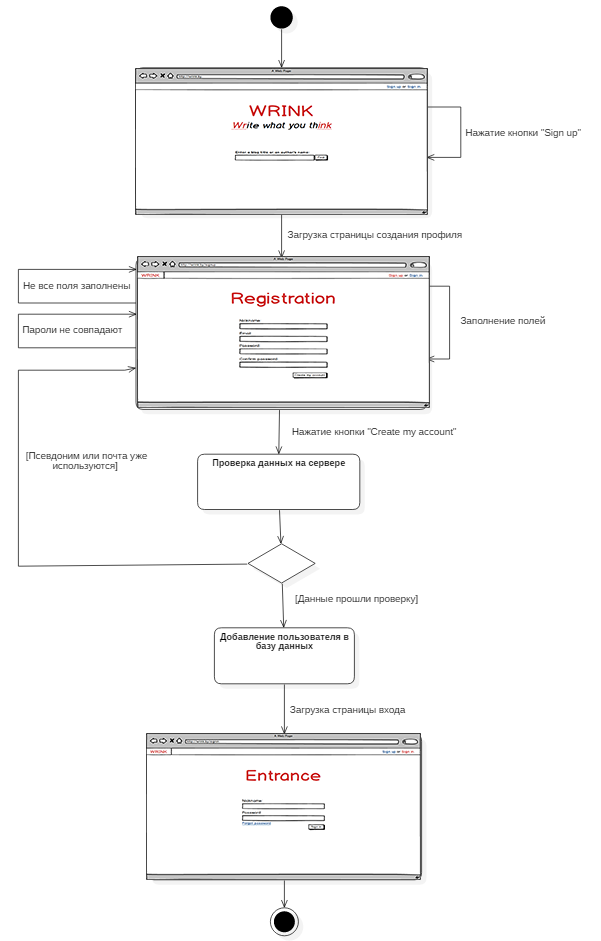 A Web Page
Sign up or Sign in
WRINK
Write what you think
Enter a blog title or an author's name
Нажатие кнопки "Sign up"
Загрузка страницы создания профиля
A Web Page
WRINK
Sign up or Sign in
Registration
Nickname
Email
Password
Confirm password
Create my account
Не все поля заполнены
Пароли не совпадают
Заполнение полей
Нажатие кнопки "Create my account"
[Псевдоним или почта уже
используются]
Проверка данных на сервере
[Данные прошли проверку]
Добавление пользователя в
базу данных
Загрузка страницы входа
A Web Page
WRINK
Sign up or Sign in
Entrance
Nickname
Password
Forgot password
Sign in